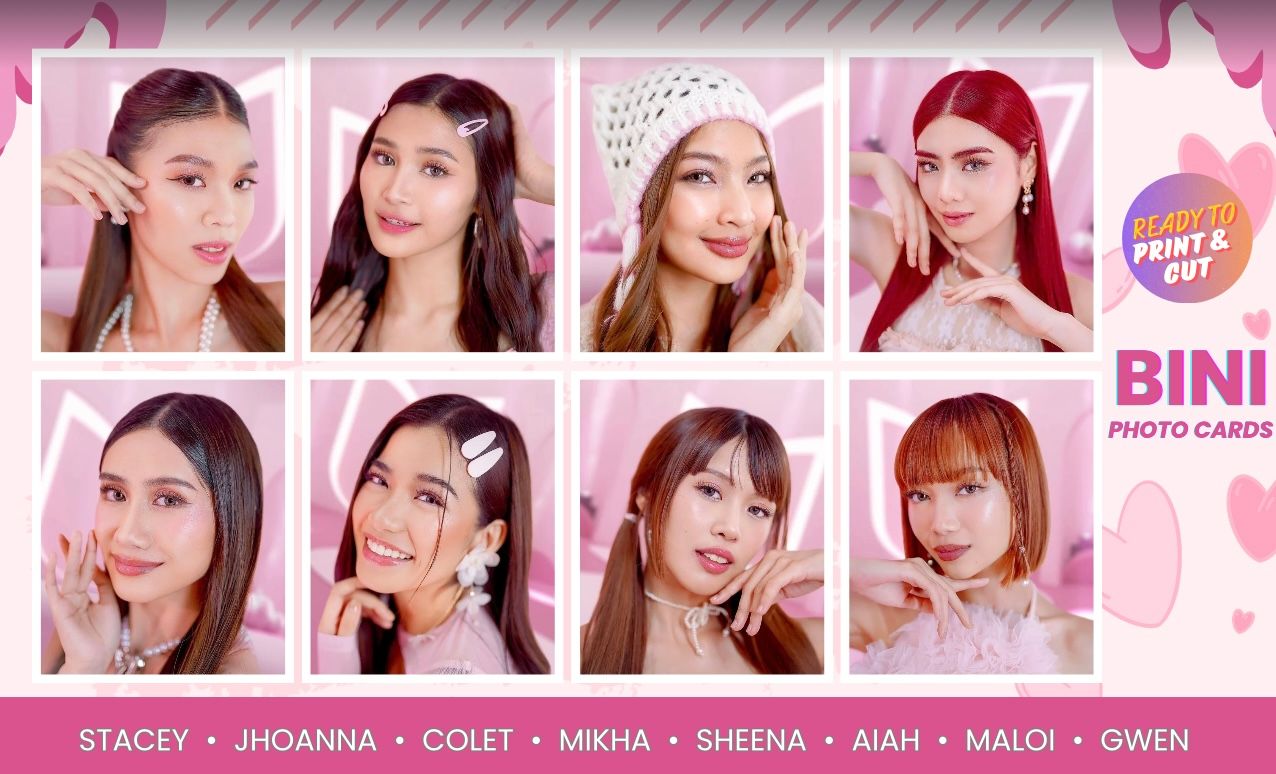 READY TO
PRINT &
CUT
BINI
PHOTO CARDS
STACEY • JHOANNA • COLET • MIKHA • SHEENA • AIAH • MALOI • GWEN